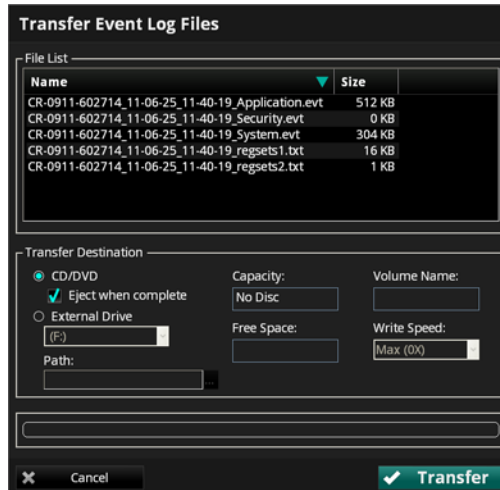 Transfer Event Log Files
File List
Name Size
CR-0911-602714_11-06-25_11-40-19_Application.evt 512 KB
CR-0911-602714_11-06-25_11-40-19_Security.evt 0 KB
CR-0911-602714_11-06-25_11-40-19_System.evt 304 KB
CR-0911-602714_11-06-25_11-40-19_regsets1.txt 16 KB
CR-0911-602714_11-06-25_11-40-19_regsets2.txt 1 KB
Transfer Destination
CD/DVD Capacity: Volume Name:
Eject when complete No Disc
External Drive Free Space: Write Speed:
(F:) Max (0X)
Path:
...
Cancel Transfer